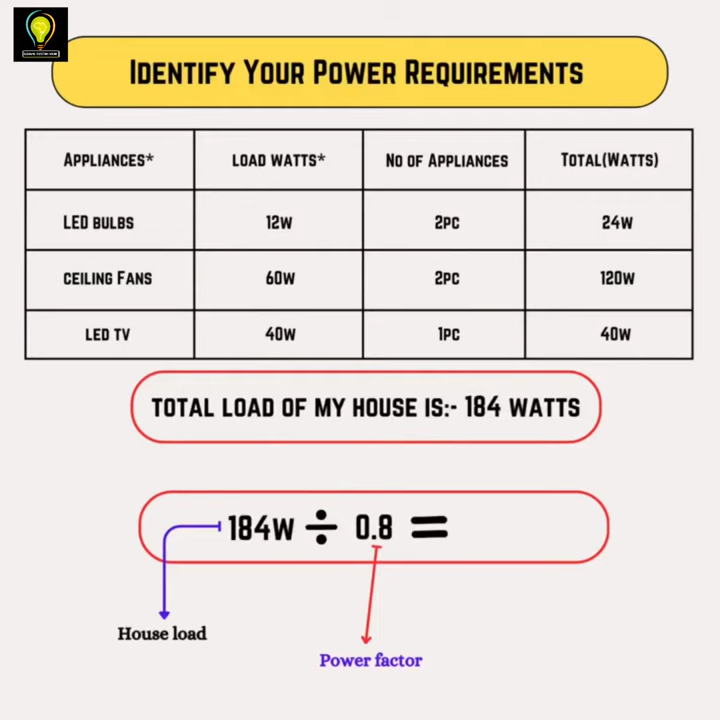 IDENTIFY YOUR POWER REQUIREMENTS
APPLIANCES* LOAD WATTS* NO OF APPLIANCES TOTAL(WATTS)
LED BULBS 12W 2PC 24W
CEILING FANS 60W 2PC 120W
LED TV 40W 1PC 40W
TOTAL LOAD OF MY HOUSE IS:- 184 WATTS
184W ÷ 0.8 =
House load
Power factor